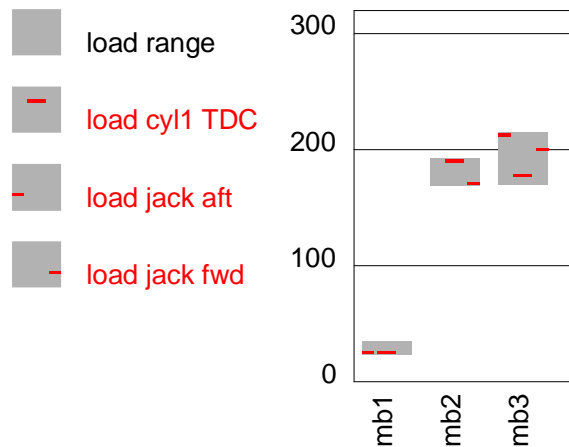 load range
load cyl1 TDC
load jack aft
load jack fwd
300
200
100
0
mb1
mb2
mb3